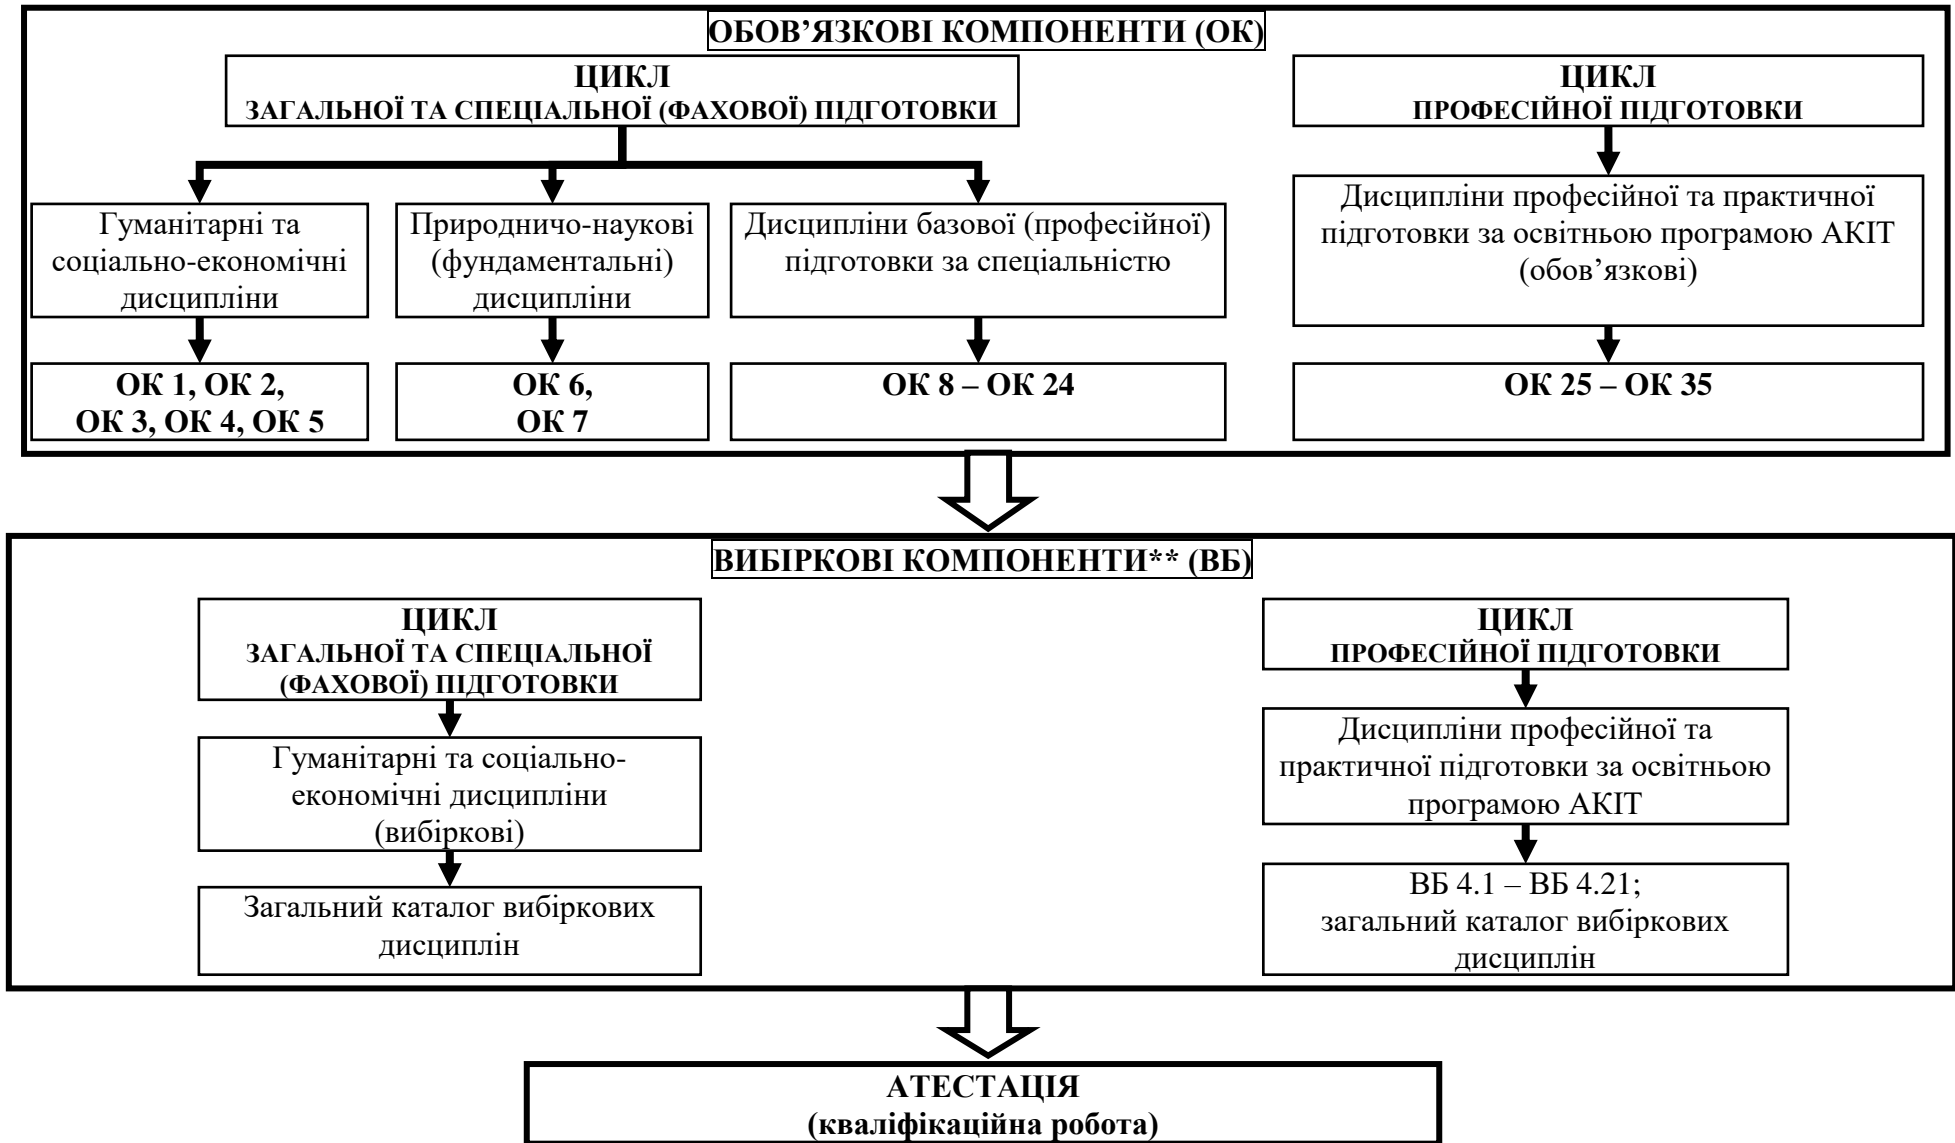 ОБОВ’ЯЗКОВІ КОМПОНЕНТИ (ОК)
ЦИКЛ
ЗАГАЛЬНОЇ ТА СПЕЦІАЛЬНОЇ (ФАХОВОЇ) ПІДГОТОВКИ
ЦИКЛ
ПРОФЕСІЙНОЇ ПІДГОТОВКИ
Гуманітарні та
соціально-економічні
дисципліни
Природничо-наукові
(фундаментальні)
дисципліни
Дисципліни базової (професійної)
підготовки за спеціальністю
Дисципліни професійної та практичної
підготовки за освітньою програмою АКІТ
(обов’язкові)
ОК 1, ОК 2,
ОК 3, ОК 4, ОК 5
ОК 6,
ОК 7
ОК 8 – ОК 24
ОК 25 – ОК 35
ВИБІРКОВІ КОМПОНЕНТИ** (ВБ)
ЦИКЛ
ЗАГАЛЬНОЇ ТА СПЕЦІАЛЬНОЇ
(ФАХОВОЇ) ПІДГОТОВКИ
ЦИКЛ
ПРОФЕСІЙНОЇ ПІДГОТОВКИ
Гуманітарні та соціально-
економічні дисципліни
(вибіркові)
Дисципліни професійної та
практичної підготовки за освітньою
програмою АКІТ
Загальний каталог вибіркових
дисциплін
ВБ 4.1 – ВБ 4.21;
загальний каталог вибіркових
дисциплін
АТЕСТАЦІЯ
(кваліфікаційна робота)